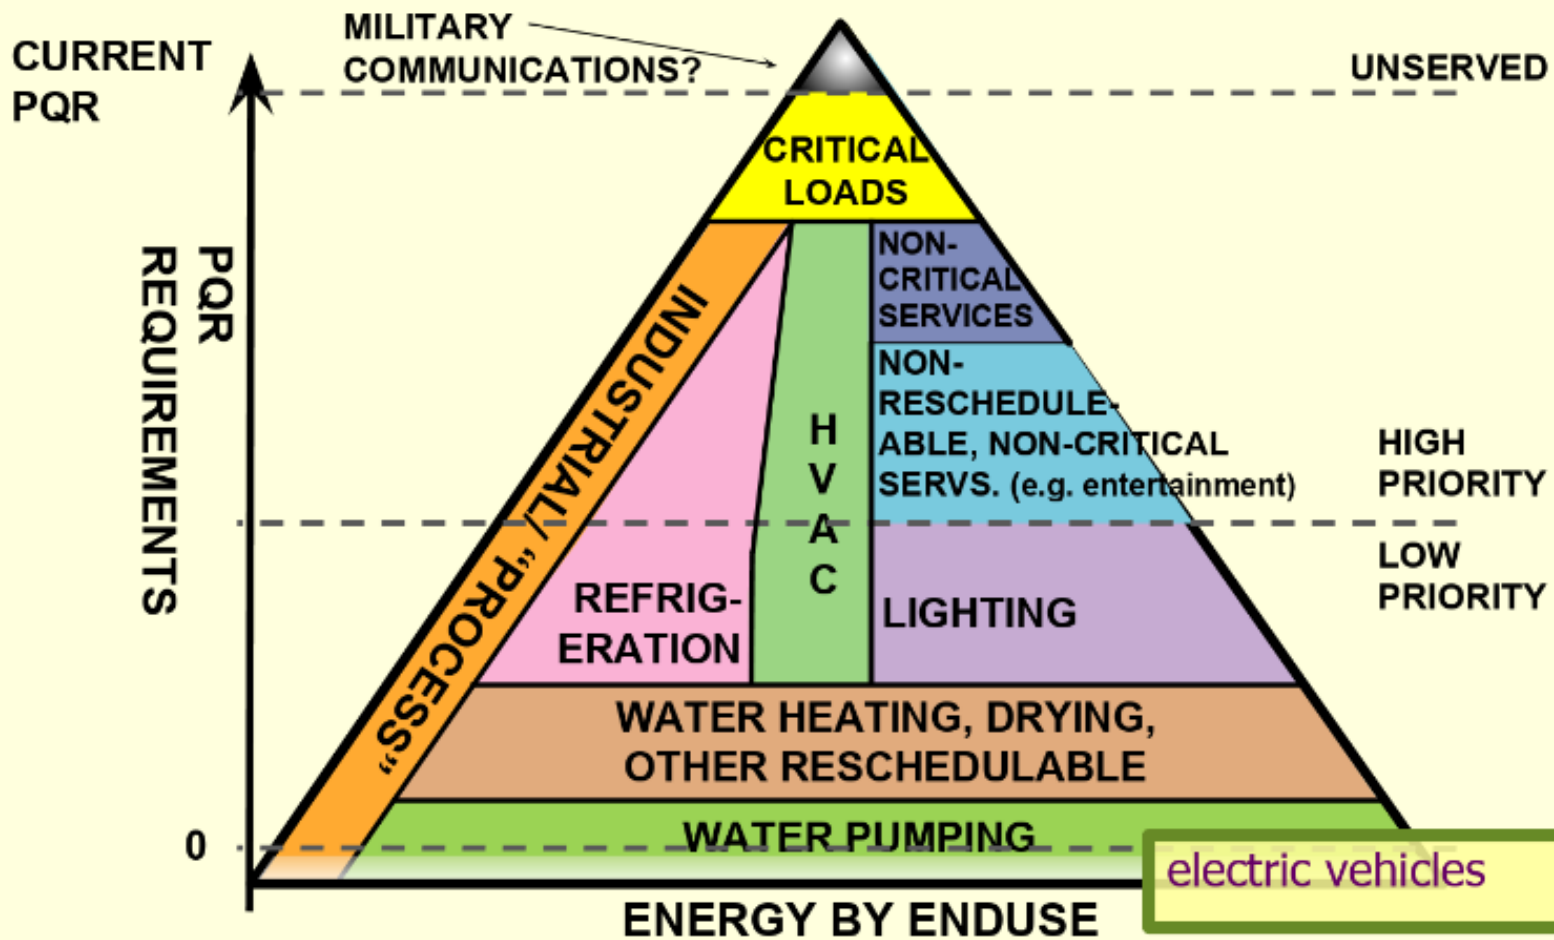 MILITARY
COMMUNICATIONS?
CURRENT
PQR
UNSERVED
CRITICAL
LOADS
PQR
REQUIREMENTS
INDUSTRIAL/ “PROCESS”
NON-
CRITICAL
SERVICES
NON-
RESCHEDULE-
ABLE, NON-CRITICAL
SERVS. (e.g. entertainment)
H
V
A
C
HIGH
PRIORITY
LOW
PRIORITY
REFRIG-
ERATION
LIGHTING
WATER HEATING, DRYING,
OTHER RESCHEDULABLE
WATER PUMPING
0
electric vehicles
ENERGY BY ENDUSE